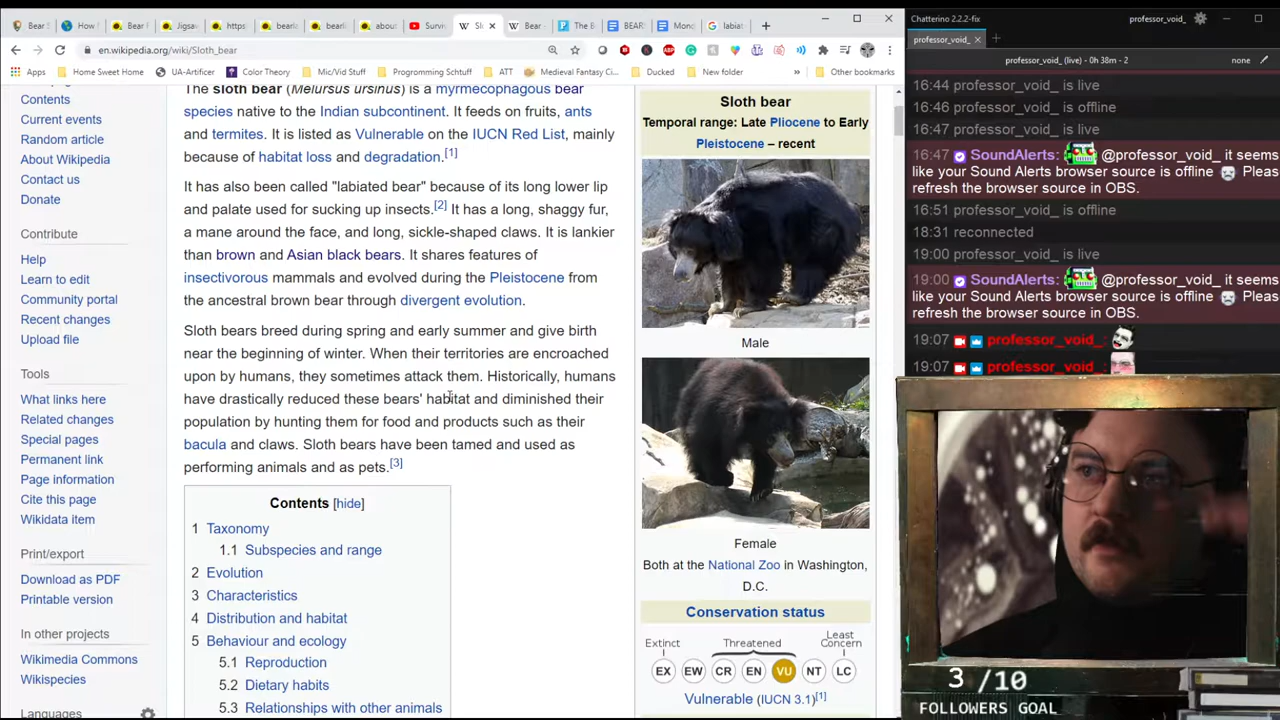 Bear S
How
Bear F
Jigsaw
https
bearla
bearla
about
Survi
Slo
Bear
The B
BEARS
Mond
labiat
en.wikipedia.org/wiki/Sloth_bear
Apps
Home Sweet Home
UA-Artificer
Color Theory
Mic/Vid Stuff
Programming Schtuff
ATT
Medieval Fantasy Ci
Ducked
New folder
»
Other bookmarks
Contents
Current events
Random article
About Wikipedia
Contact us
Donate
Contribute
Help
Learn to edit
Community portal
Recent changes
Upload file
Tools
What links here
Related changes
Special pages
Permanent link
Page information
Cite this page
Wikidata item
Print/export
Download as PDF
Printable version
In other projects
Wikimedia Commons
Wikispecies
Languages
The sloth bear (Melursus ursinus) is a myrmecophagous bear
species native to the Indian subcontinent. It feeds on fruits, ants
and termites. It is listed as Vulnerable on the IUCN Red List, mainly
because of habitat loss and degradation.[1]
It has also been called "labiated bear" because of its long lower lip
and palate used for sucking up insects.[2] It has a long, shaggy fur,
a mane around the face, and long, sickle-shaped claws. It is lankier
than brown and Asian black bears. It shares features of
insectivorous mammals and evolved during the Pleistocene from
the ancestral brown bear through divergent evolution.
Sloth bears breed during spring and early summer and give birth
near the beginning of winter. When their territories are encroached
upon by humans, they sometimes attack them. Historically, humans
have drastically reduced these bears' habitat and diminished their
population by hunting them for food and products such as their
bacula and claws. Sloth bears have been tamed and used as
performing animals and as pets.[3]
Contents [hide]
1 Taxonomy
1.1 Subspecies and range
2 Evolution
3 Characteristics
4 Distribution and habitat
5 Behaviour and ecology
5.1 Reproduction
5.2 Dietary habits
5.3 Relationships with other animals
Sloth bear
Temporal range: Late Pliocene to Early
Pleistocene – recent
Male
Female
Both at the National Zoo in Washington,
D.C.
Conservation status
Extinct
Threatened
Least
Concern
EX EW CR EN VU NT LC
Vulnerable (IUCN 3.1)[1]
Chatterino 2.2.2-fix
professor_void_
professor_void_
professor_void_ (live) - 0h 38m - 2
none
16:44 professor_void_ is live
16:46 professor_void_ is offline
16:47 professor_void_ is live
16:47 SoundAlerts: @professor_void_ it seems
like your Sound Alerts browser source is offline Pleas
refresh the browser source in OBS.
16:51 professor_void_ is offline
18:31 reconnected
19:00 professor_void_ is live
19:00 SoundAlerts: @professor_void_ it seems
like your Sound Alerts browser source is offline Pleas
refresh the browser source in OBS.
19:07 professor_void_:
19:07 professor_void_:
3 /10
FOLLOWERS GOAL